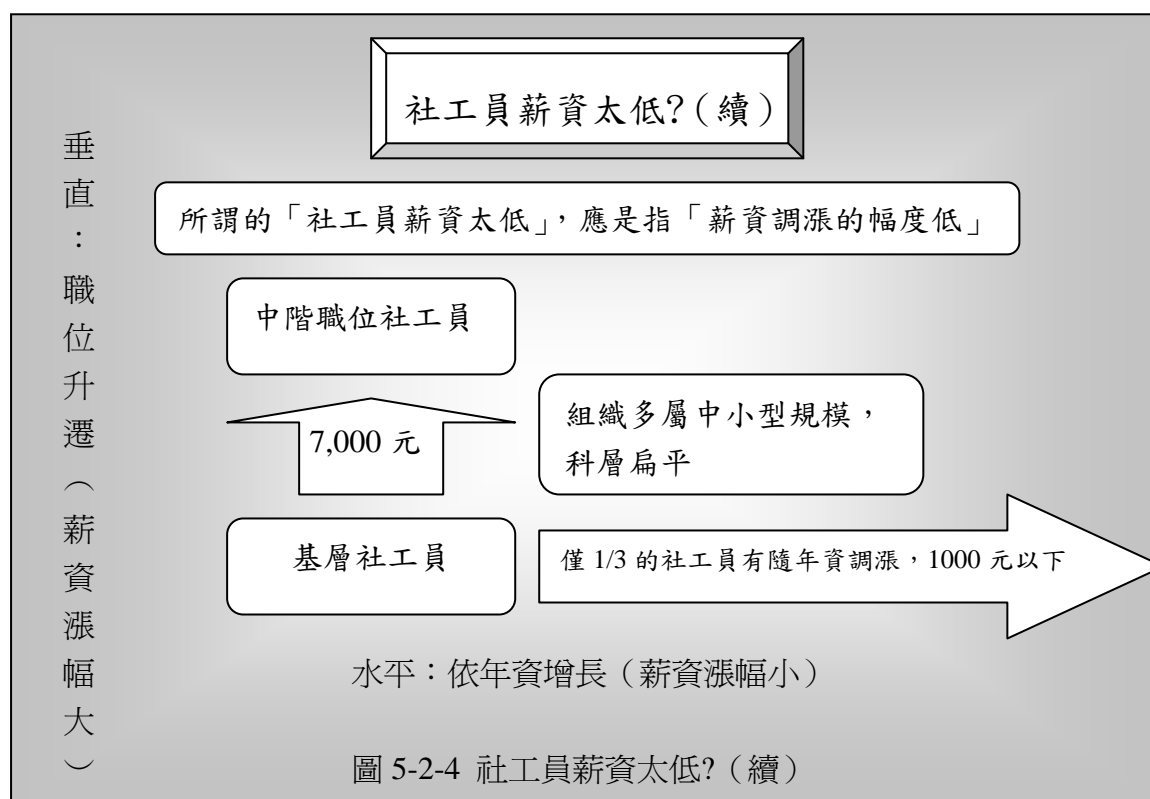 社工員薪資太低?（續）
垂直：職位升遷（薪資漲幅大）
所謂的「社工員薪資太低」，應是指「薪資調漲的幅度低」
中階職位社工員
7,000 元
組織多屬中小型規模，
科層扁平
基層社工員
僅 1/3 的社工員有隨年資調漲，1000 元以下
水平：依年資增長（薪資漲幅小）
圖 5-2-4 社工員薪資太低?（續）